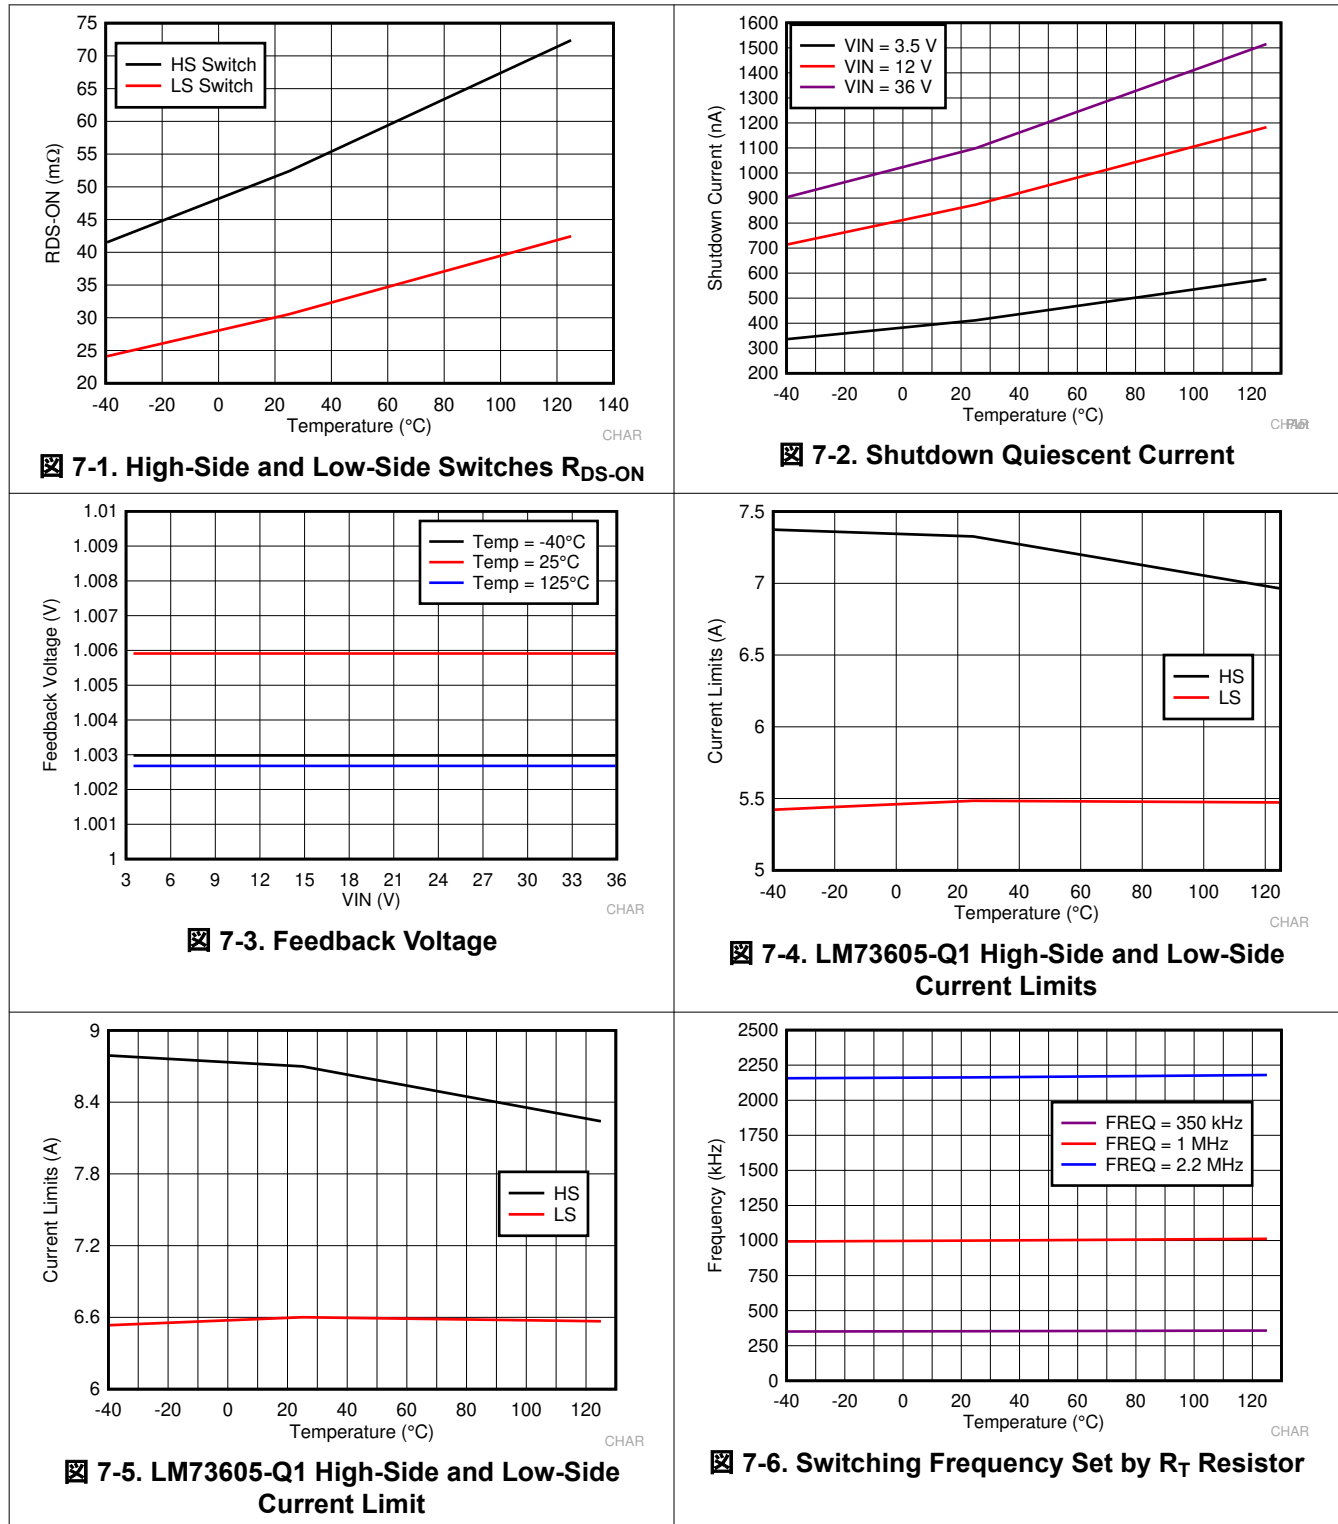 75
70
65
60
55
50
45
40
35
30
25
20
RDS-ON (mΩ)
HS Switch
LS Switch
-40 -20 0 20 40 60 80 100 120 140
Temperature (°C)
CHAR
図 7-1. High-Side and Low-Side Switches RDS-ON
1600
1500
1400
1300
1200
1100
1000
900
800
700
600
500
400
300
200
Shutdown Current (nA)
VIN = 3.5 V
VIN = 12 V
VIN = 36 V
-40 -20 0 20 40 60 80 100 120
Temperature (°C)
図 7-2. Shutdown Quiescent Current
1.01
1.009
1.008
1.007
1.006
1.005
1.004
1.003
1.002
1.001
1
Feedback Voltage (V)
Temp = -40°C
Temp = 25°C
Temp = 125°C
3 6 9 12 15 18 21 24 27 30 33 36
VIN (V)
CHAR
図 7-3. Feedback Voltage
7.5
7
6.5
6
5.5
5
Current Limits (A)
HS
LS
-40 -20 0 20 40 60 80 100 120
Temperature (°C)
CHAR
図 7-4. LM73605-Q1 High-Side and Low-Side
Current Limits
9
8.4
7.8
7.2
6.6
6
Current Limits (A)
HS
LS
-40 -20 0 20 40 60 80 100 120
Temperature (°C)
CHAR
図 7-5. LM73605-Q1 High-Side and Low-Side
Current Limit
2500
2250
2000
1750
1500
1250
1000
750
500
250
0
Frequency (kHz)
FREQ = 350 kHz
FREQ = 1 MHz
FREQ = 2.2 MHz
-40 -20 0 20 40 60 80 100 120
Temperature (°C)
CHAR
図 7-6. Switching Frequency Set by RT Resistor